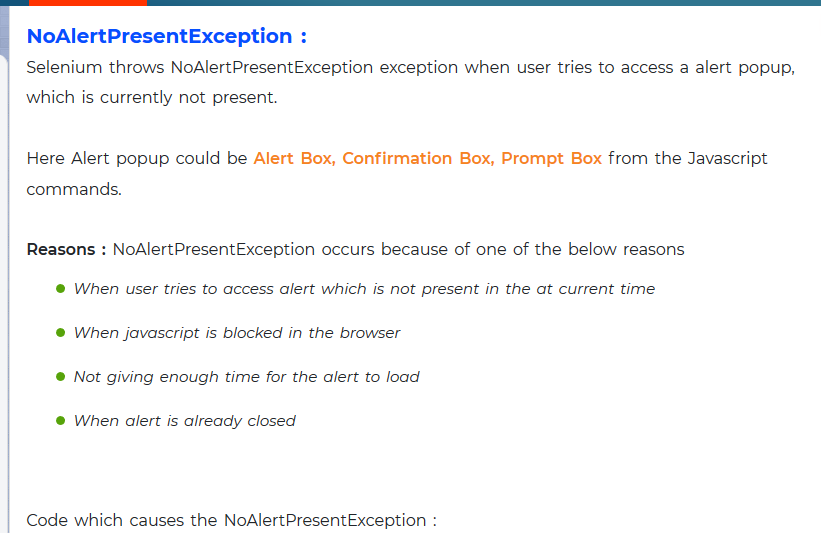 NoAlertPresentException :
Selenium throws NoAlertPresentException exception when user tries to access a alert popup,
which is currently not present.
Here Alert popup could be Alert Box, Confirmation Box, Prompt Box from the Javascript
commands.
Reasons : NoAlertPresentException occurs because of one of the below reasons
When user tries to access alert which is not present in the at current time
When javascript is blocked in the browser
Not giving enough time for the alert to load
When alert is already closed
Code which causes the NoAlertPresentException :